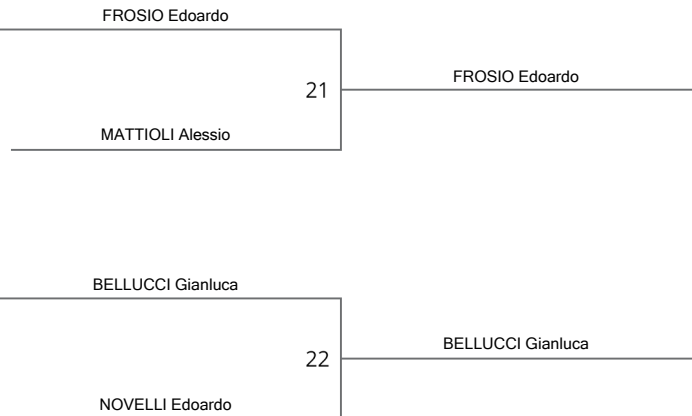 FROSIO Edoardo
21
FROSIO Edoardo
MATTIOLI Alessio
BELLUCCI Gianluca
22
BELLUCCI Gianluca
NOVELLI Edoardo